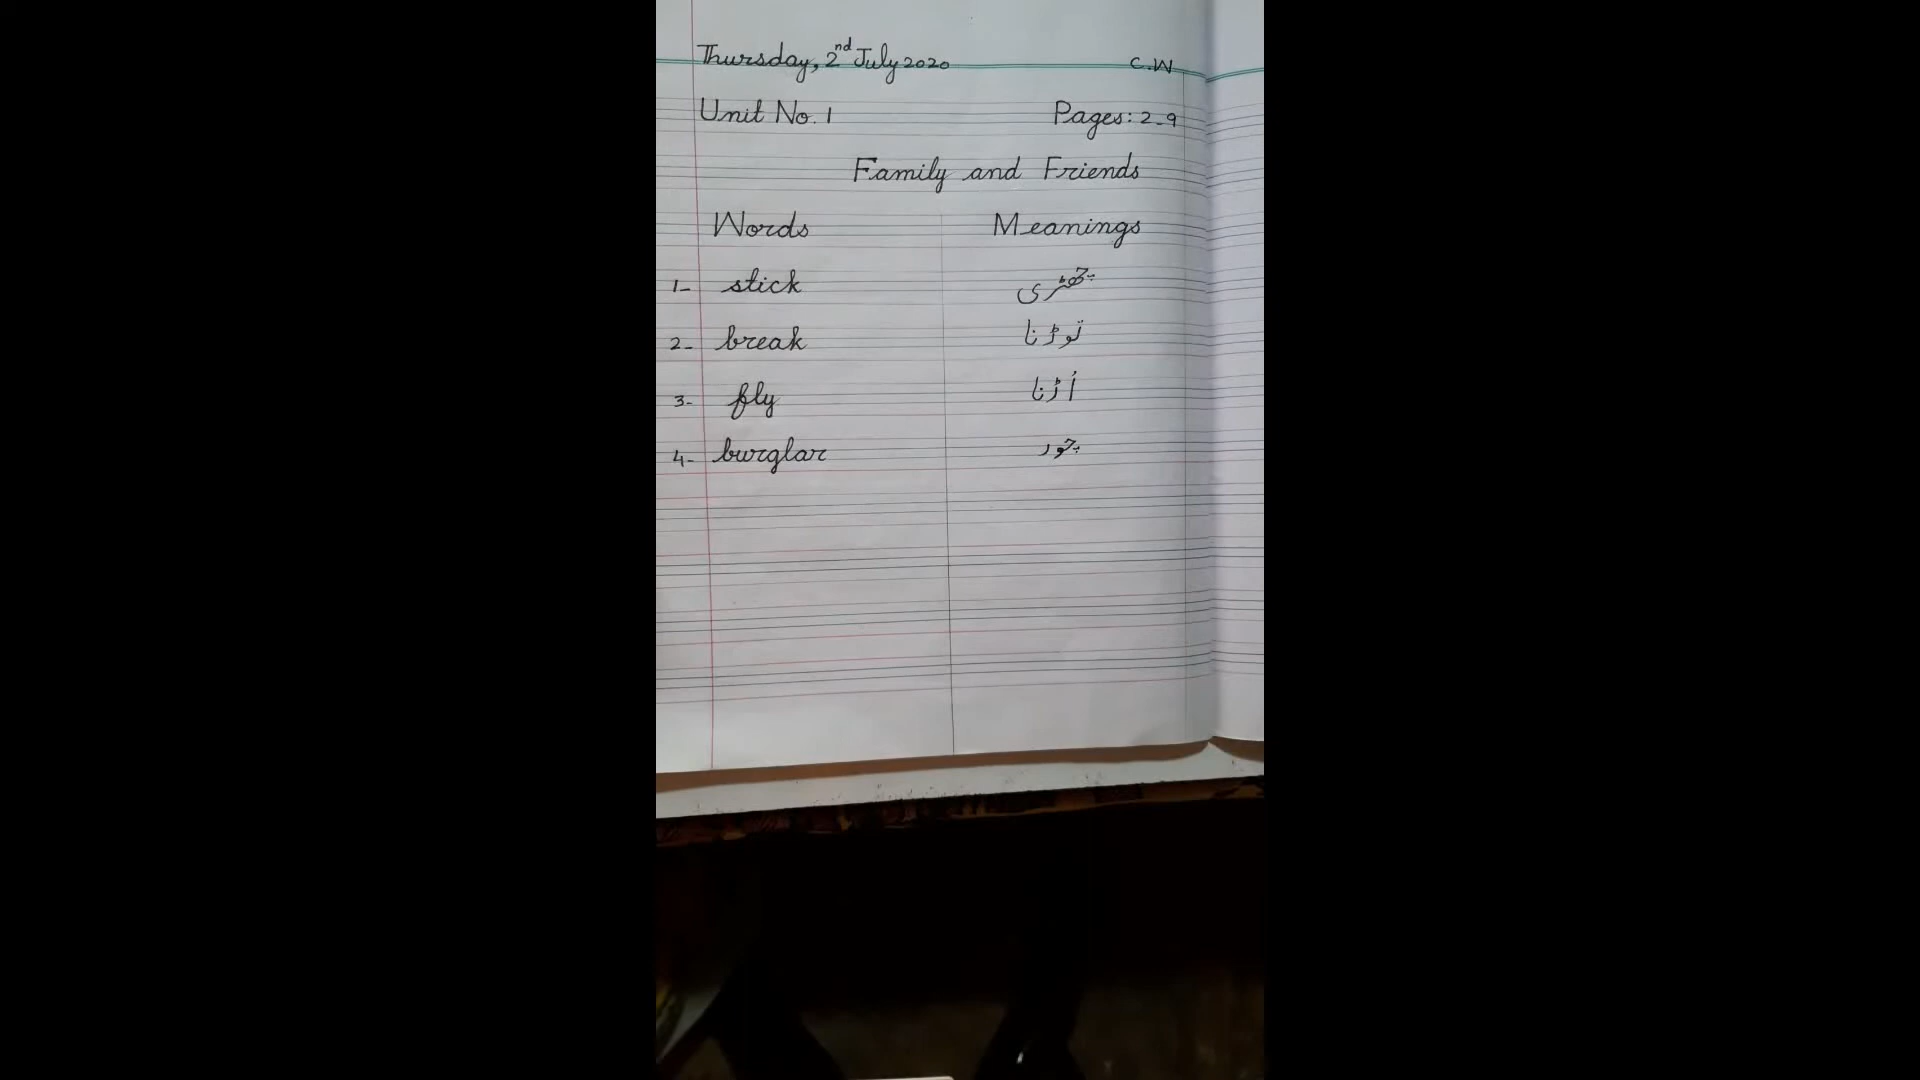 Thursday, 2nd July 2020 C.W
Unit No. 1 Pages: 2-9
Family and Friends
Words Meanings
1- stick چھڑی
2- break توڑنا
3- fly اُڑنا
4- burglar چور